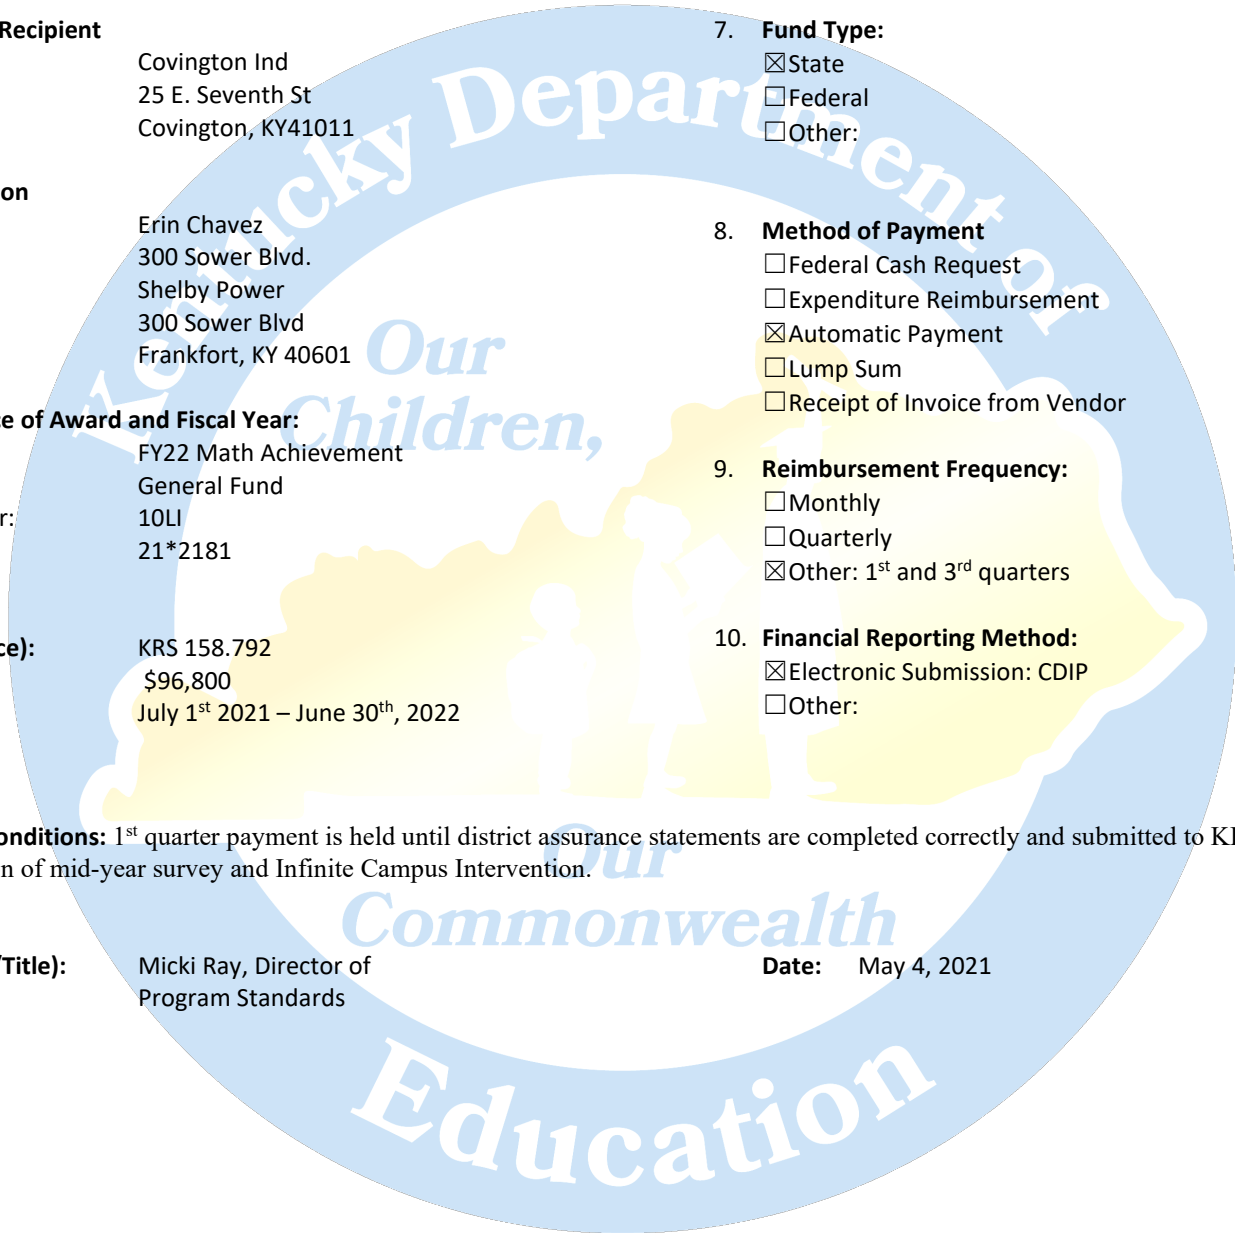 Recipient
Covington Ind
25 E. Seventh St
Covington, KY41011
on
Erin Chavez
300 Sower Blvd.
Shelby Power
300 Sower Blvd
Frankfort, KY 40601
e of Award and Fiscal Year:
FY22 Math Achievement
General Fund
r: 10LI
21*2181
ce): KRS 158.792
$96,800
July 1st 2021 – June 30th, 2022
7. Fund Type:
☒State
☐Federal
☐Other:
8. Method of Payment
☐Federal Cash Request
☐Expenditure Reimbursement
☒Automatic Payment
☐Lump Sum
☐Receipt of Invoice from Vendor
9. Reimbursement Frequency:
☐Monthly
☐Quarterly
☒Other: 1st and 3rd quarters
10. Financial Reporting Method:
☒Electronic Submission: CDIP
☐Other:
onditions: 1st quarter payment is held until district assurance statements are completed correctly and submitted to KI
n of mid-year survey and Infinite Campus Intervention.
/Title): Micki Ray, Director of
Program Standards
Date: May 4, 2021
Kentucky Department of
Education
Our
Children,
Our
Commonwealth